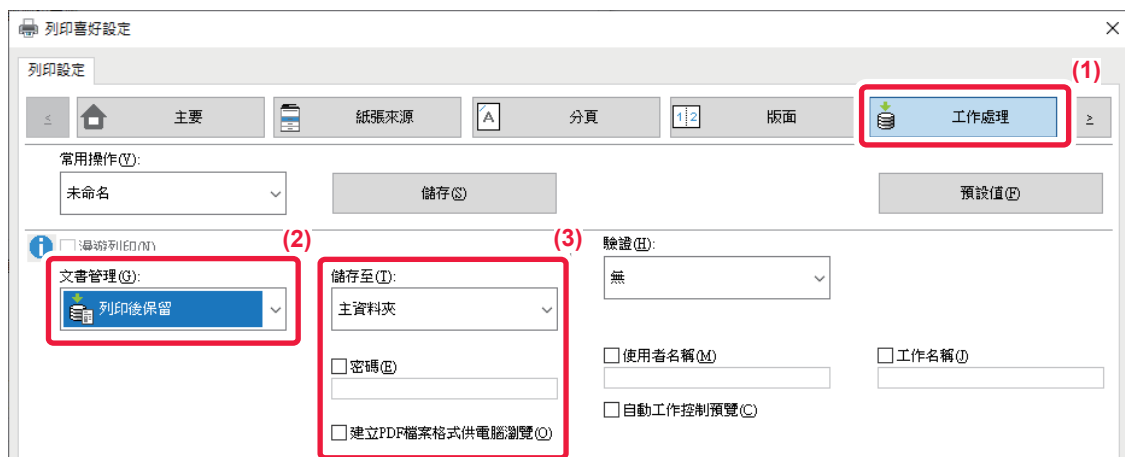 列印喜好設定
列印設定
(1)
≤ 主要 紙張來源 分頁 版面 工作處理 ≥
常用操作(V):
未命名 儲存(S) 預設值(F)
漫遊列印(N) (2) (3) 驗證(H):
文書管理(G): 儲存至(T): 無
列印後保留 主資料夾
密碼(E) 使用者名稱(M) 工作名稱(J)
自動工作控制預覽(C)
建立PDF檔案格式供電腦瀏覽(O)